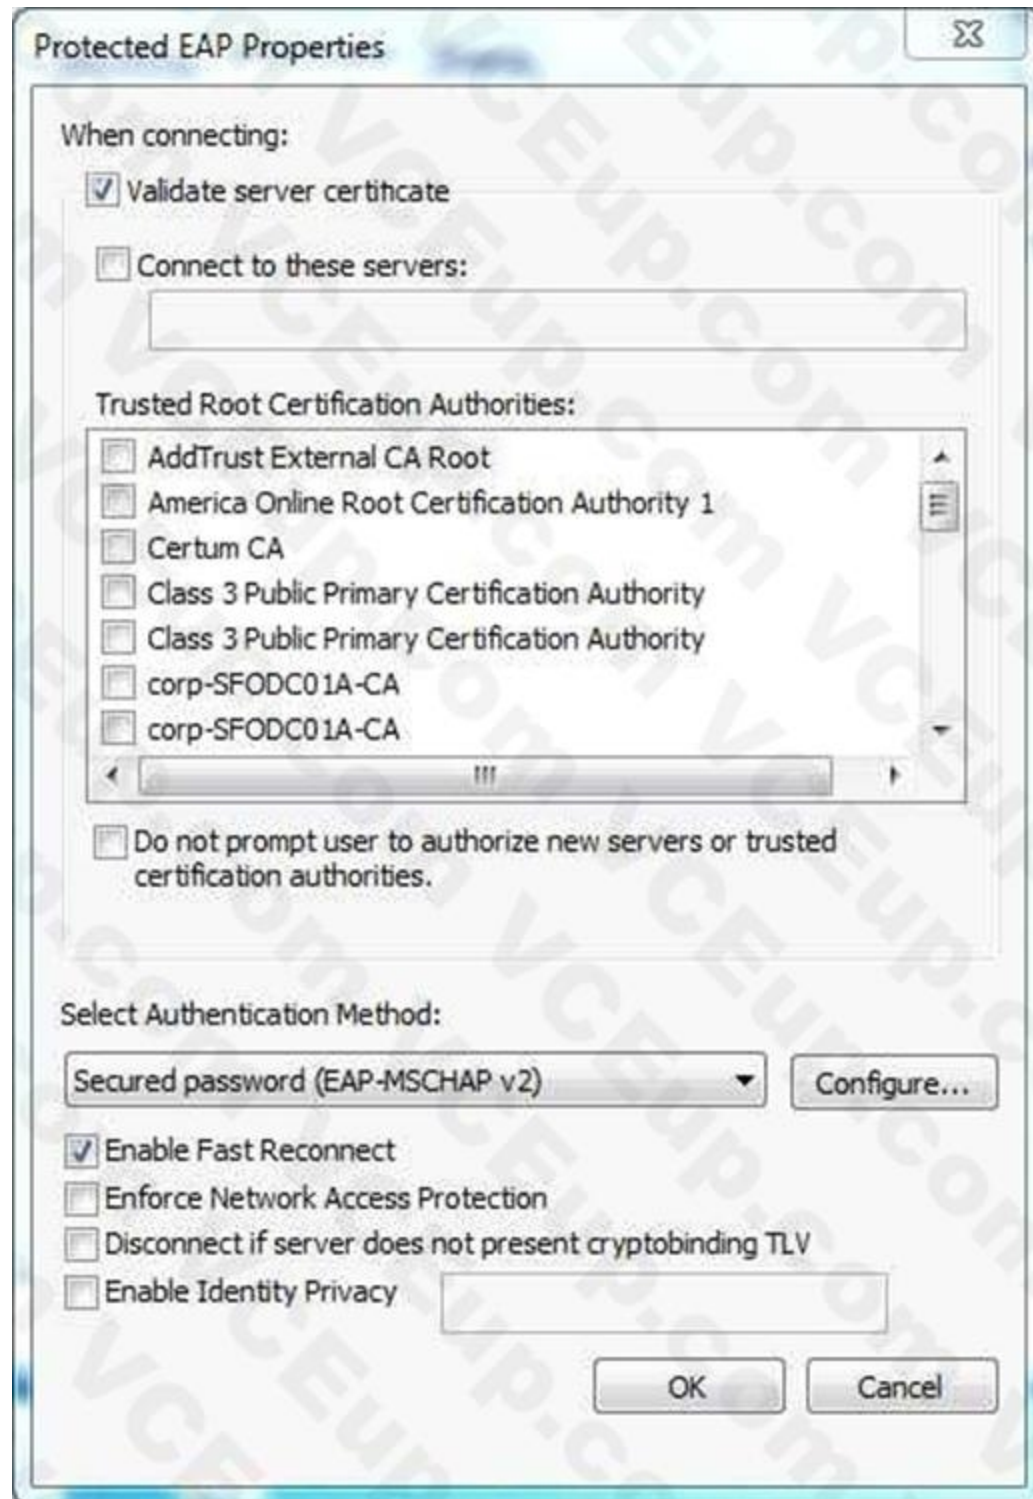 Protected EAP Properties
When connecting:
Validate server certificate
Connect to these servers:
Trusted Root Certification Authorities:
AddTrust External CA Root
America Online Root Certification Authority 1
Certum CA
Class 3 Public Primary Certification Authority
Class 3 Public Primary Certification Authority
corp-SFODC01A-CA
corp-SFODC01A-CA
Do not prompt user to authorize new servers or trusted
certification authorities.
Select Authentication Method:
Secured password (EAP-MSCHAP v2)
Configure...
Enable Fast Reconnect
Enforce Network Access Protection
Disconnect if server does not present cryptobinding TLV
Enable Identity Privacy
OK
Cancel
VCEup.com